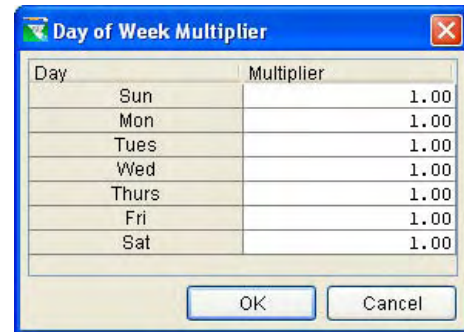 Day of Week Multiplier
Day Multiplier
Sun 1.00
Mon 1.00
Tues 1.00
Wed 1.00
Thurs 1.00
Fri 1.00
Sat 1.00
OK Cancel